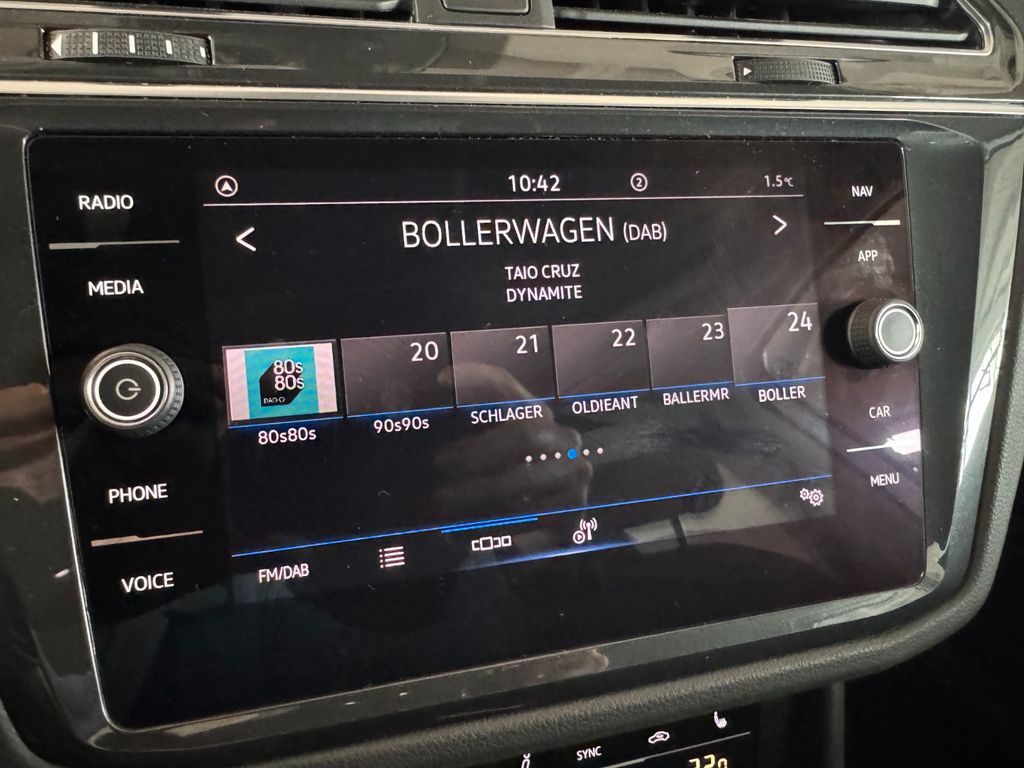 RADIO
MEDIA
PHONE
VOICE
10:42
2
1.5°C
BOLLERWAGEN (DAB)
TAIO CRUZ
DYNAMITE
80s
80s
RADIO
80s80s
20
90s90s
21
SCHLAGER
22
OLDIEANT
23
BALLERMR
24
BOLLER
FM/DAB
NAV
APP
CAR
MENU
SYNC